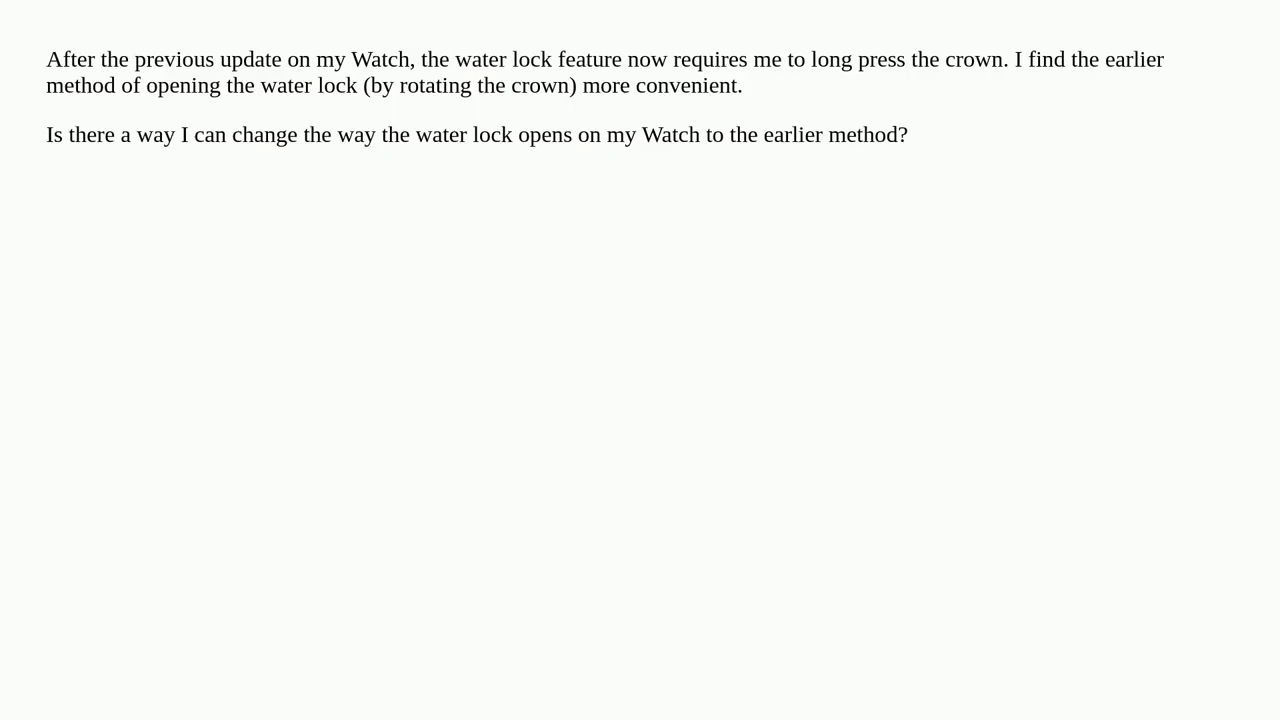 After the previous update on my Watch, the water lock feature now requires me to long press the crown. I find the earlier
method of opening the water lock (by rotating the crown) more convenient.
Is there a way I can change the way the water lock opens on my Watch to the earlier method?